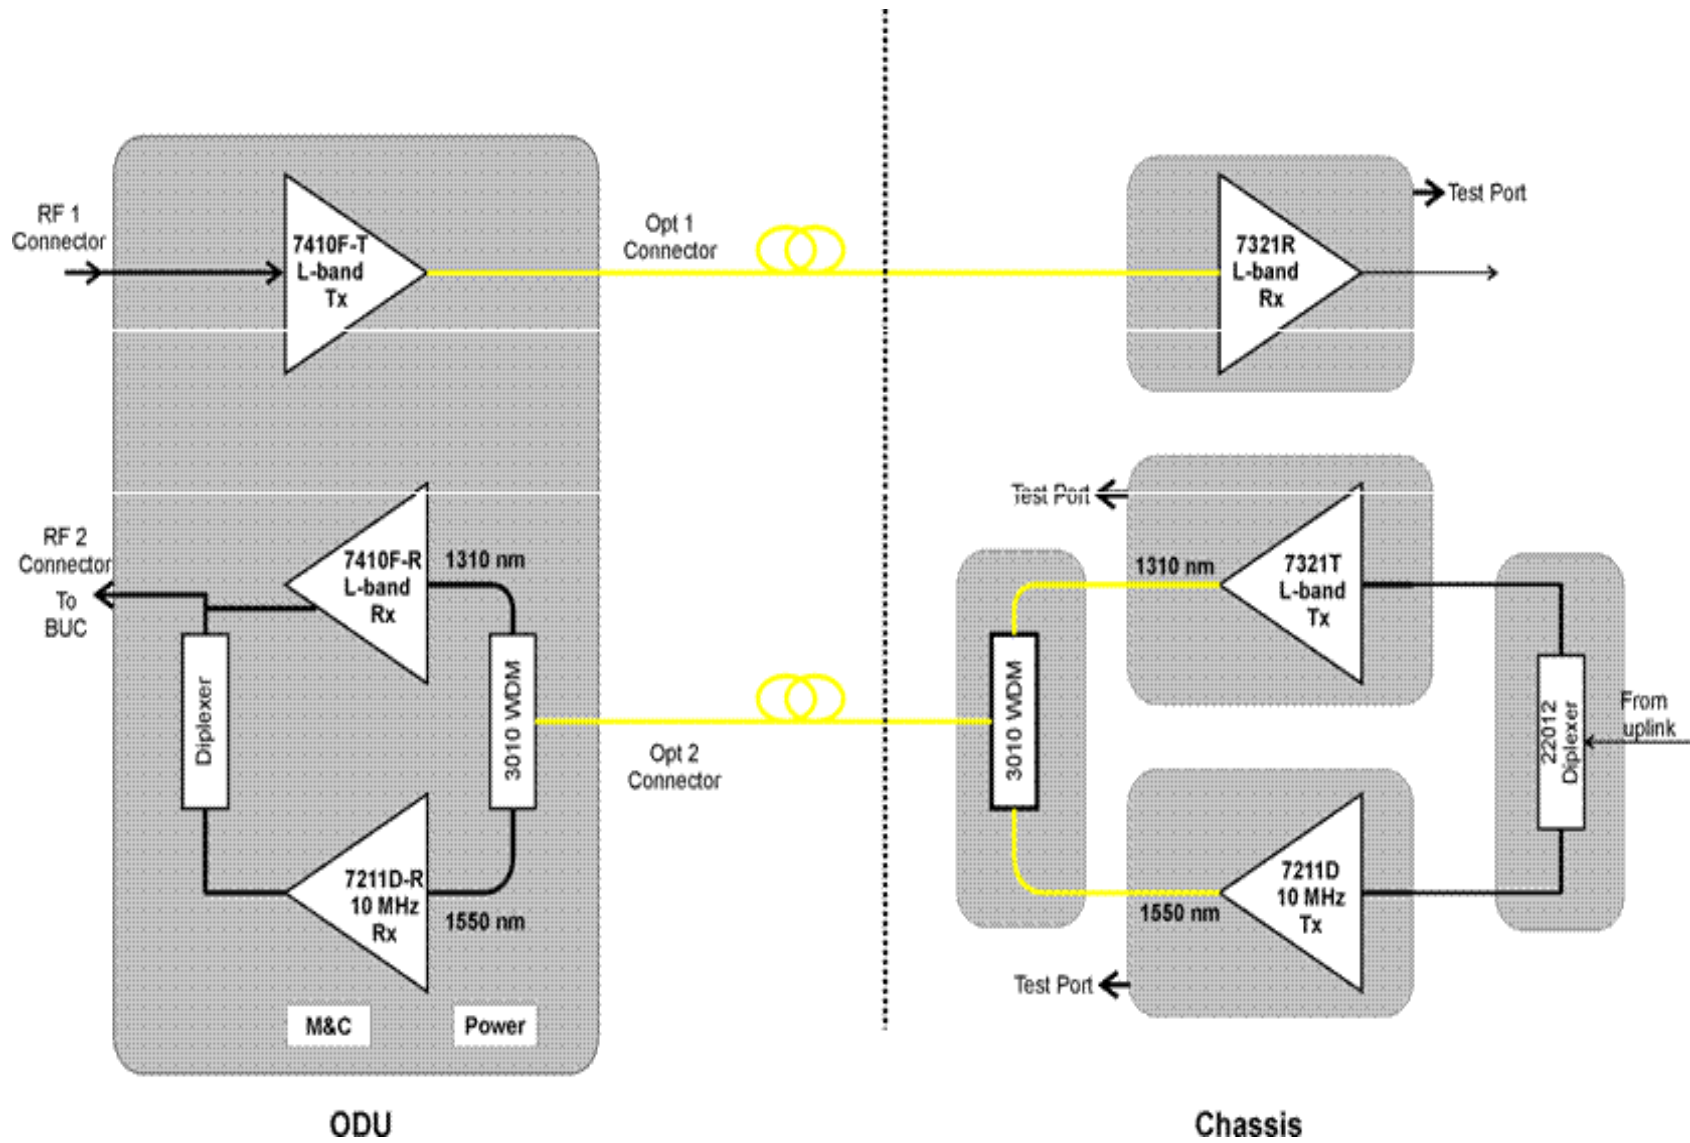 RF 1
Connector
7410F-T
L-band
Tx
Opt 1
Connector
7321R
L-band
Rx
Test Port
RF 2
Connector
To
BUC
7410F-R
L-band
Rx
1310 nm
Diplexer
3010 WDM
7211D-R
10 MHz
Rx
1550 nm
M&C
Power
Opt 2
Connector
Test Port
1310 nm
7321T
L-band
Tx
3010 WDM
22012
Diplexer
From
uplink
7211D
10 MHz
Tx
1550 nm
Test Port
ODU
Chassis